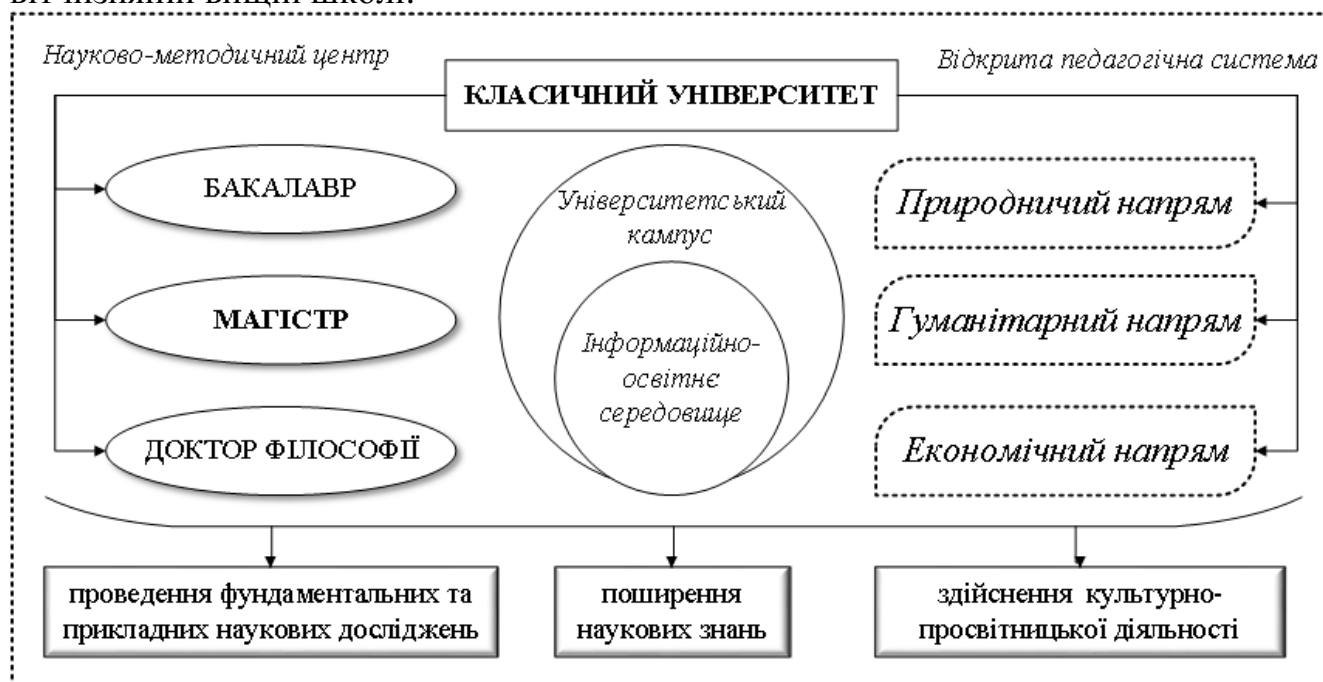 Науково-методичний центр
Відкрита педагогічна система
КЛАСИЧНИЙ УНІВЕРСИТЕТ
БАКАЛАВР
МАГІСТР
ДОКТОР ФІЛОСОФІЇ
Університетський
кампус
Інформаційно-
освітнє
середовище
Природничий напрям
Гуманітарний напрям
Економічний напрям
проведення фундаментальних та
прикладних наукових досліджень
поширення
наукових знань
здійснення культурно-
просвітницької діяльності